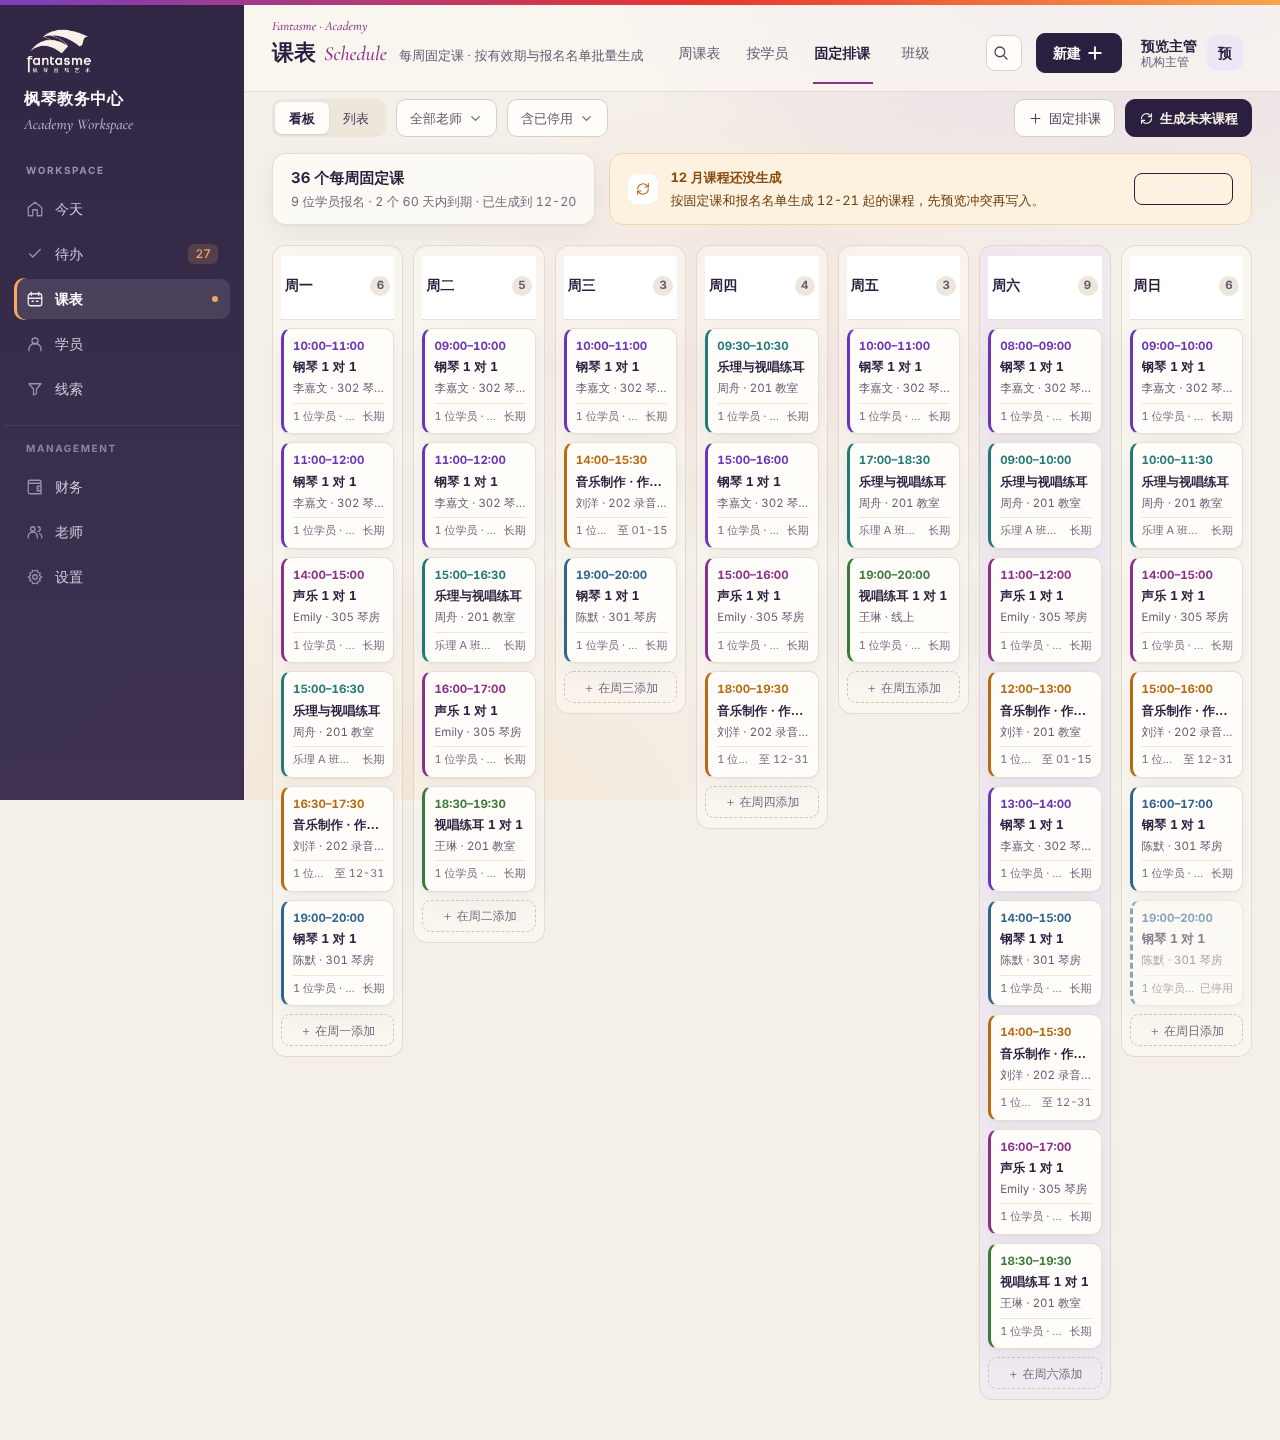 fantasme
枫琴国际艺术
枫琴教务中心
Academy Workspace
WORKSPACE
今天
待办 27
课表
学员
线索
MANAGEMENT
财务
老师
设置
Fantasme · Academy
课表 Schedule 每周固定课 · 按有效期与报名名单批量生成
周课表 按学员 固定排课 班级
新建
预览主管
机构主管
预
看板 列表 全部老师 含已停用
固定排课 生成未来课程
36 个每周固定课
9 位学员报名 · 2 个 60 天内到期 · 已生成到 12-20
12 月课程还没生成
按固定课和报名名单生成 12-21 起的课程，先预览冲突再写入。
周一 6
10:00–11:00
钢琴 1 对 1
李嘉文 · 302 琴...
1 位学员 · ... 长期
11:00–12:00
钢琴 1 对 1
李嘉文 · 302 琴...
1 位学员 · ... 长期
14:00–15:00
声乐 1 对 1
Emily · 305 琴房
1 位学员 · ... 长期
15:00–16:30
乐理与视唱练耳
周舟 · 201 教室
乐理 A 班... 长期
16:30–17:30
音乐制作 · 作...
刘洋 · 202 录音...
1 位... 至 12-31
19:00–20:00
钢琴 1 对 1
陈默 · 301 琴房
1 位学员 · ... 长期
+ 在周一添加
周二 5
09:00–10:00
钢琴 1 对 1
李嘉文 · 302 琴...
1 位学员 · ... 长期
11:00–12:00
钢琴 1 对 1
李嘉文 · 302 琴...
1 位学员 · ... 长期
15:00–16:30
乐理与视唱练耳
周舟 · 201 教室
乐理 A 班... 长期
16:00–17:00
声乐 1 对 1
Emily · 305 琴房
1 位学员 · ... 长期
18:30–19:30
视唱练耳 1 对 1
王琳 · 201 教室
1 位学员 · ... 长期
+ 在周二添加
周三 3
10:00–11:00
钢琴 1 对 1
李嘉文 · 302 琴...
1 位学员 · ... 长期
14:00–15:30
音乐制作 · 作...
刘洋 · 202 录音...
1 位... 至 01-15
19:00–20:00
钢琴 1 对 1
陈默 · 301 琴房
1 位学员 · ... 长期
+ 在周三添加
周四 4
09:30–10:30
乐理与视唱练耳
周舟 · 201 教室
1 位学员 · ... 长期
15:00–16:00
钢琴 1 对 1
李嘉文 · 302 琴...
1 位学员 · ... 长期
15:00–16:00
声乐 1 对 1
Emily · 305 琴房
1 位学员 · ... 长期
18:00–19:30
音乐制作 · 作...
刘洋 · 202 录音...
1 位... 至 12-31
+ 在周四添加
周五 3
10:00–11:00
钢琴 1 对 1
李嘉文 · 302 琴...
1 位学员 · ... 长期
17:00–18:30
乐理与视唱练耳
周舟 · 201 教室
乐理 A 班... 长期
19:00–20:00
视唱练耳 1 对 1
王琳 · 线上
1 位学员 · ... 长期
+ 在周五添加
周六 9
08:00–09:00
钢琴 1 对 1
李嘉文 · 302 琴...
1 位学员 · ... 长期
09:00–10:00
乐理与视唱练耳
周舟 · 201 教室
乐理 A 班... 长期
11:00–12:00
声乐 1 对 1
Emily · 305 琴房
1 位学员 · ... 长期
12:00–13:00
音乐制作 · 作...
刘洋 · 201 教室
1 位... 至 01-15
13:00–14:00
钢琴 1 对 1
李嘉文 · 302 琴...
1 位学员 · ... 长期
14:00–15:00
钢琴 1 对 1
陈默 · 301 琴房
1 位学员 · ... 长期
14:00–15:30
音乐制作 · 作...
刘洋 · 202 录音...
1 位... 至 12-31
16:00–17:00
声乐 1 对 1
Emily · 305 琴房
1 位学员 · ... 长期
18:30–19:30
视唱练耳 1 对 1
王琳 · 201 教室
1 位学员 · ... 长期
+ 在周六添加
周日 6
09:00–10:00
钢琴 1 对 1
李嘉文 · 302 琴...
1 位学员 · ... 长期
10:00–11:30
乐理与视唱练耳
周舟 · 201 教室
乐理 A 班... 长期
14:00–15:00
声乐 1 对 1
Emily · 305 琴房
1 位学员 · ... 长期
15:00–16:00
音乐制作 · 作...
刘洋 · 202 录音...
1 位... 至 12-31
16:00–17:00
钢琴 1 对 1
陈默 · 301 琴房
1 位学员 · ... 长期
19:00–20:00
钢琴 1 对 1
陈默 · 301 琴房
1 位学员... 已停用
+ 在周日添加